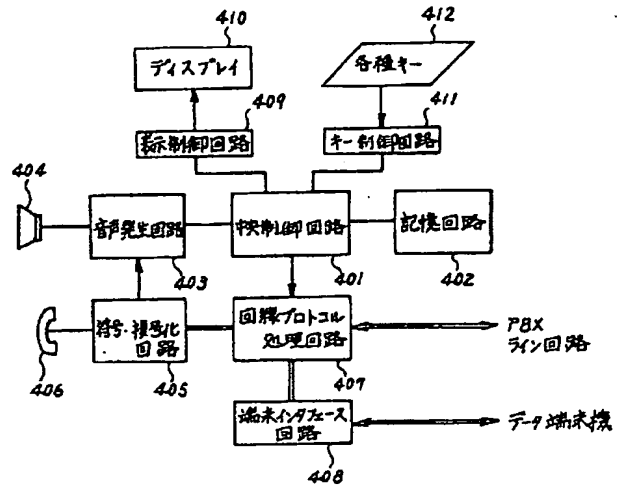 410
ディスプレイ
412
各種キー
409
表示制御回路
411
キー制御回路
404
音声発生回路
403
中央制御回路
401
記憶回路
402
406
符号・復号化
回路
405
回線プロトコル
処理回路
407
PBX
ライン回路
端末インタフェース
回路
408
データ端末機